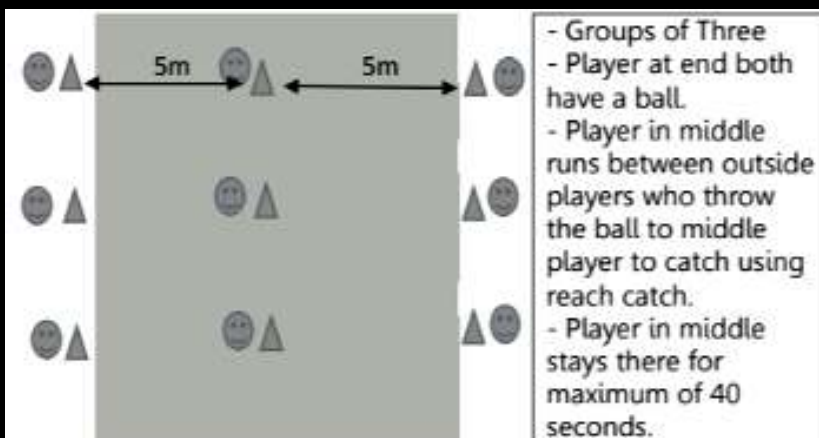 5m
5m
- Groups of Three
- Player at end both
have a ball.
- Player in middle
runs between outside
players who throw
the ball to middle
player to catch using
reach catch.
- Player in middle
stays there for
maximum of 40
seconds.